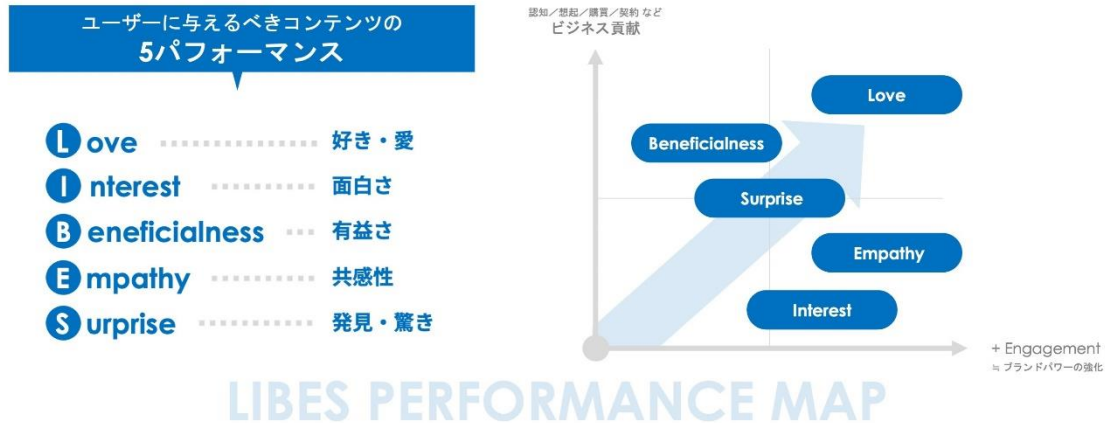 ユーザーに与えるべきコンテンツの
5パフォーマンス
Love 好き・愛
Interest 面白さ
Beneficialness 有益さ
Empathy 共感性
Surprise 発見・驚き
認知／想起／購買／契約 など
ビジネス貢献
Love
Beneficialness
Surprise
Empathy
Interest
+ Engagement
≒ ブランドパワーの強化
LIBES PERFORMANCE MAP